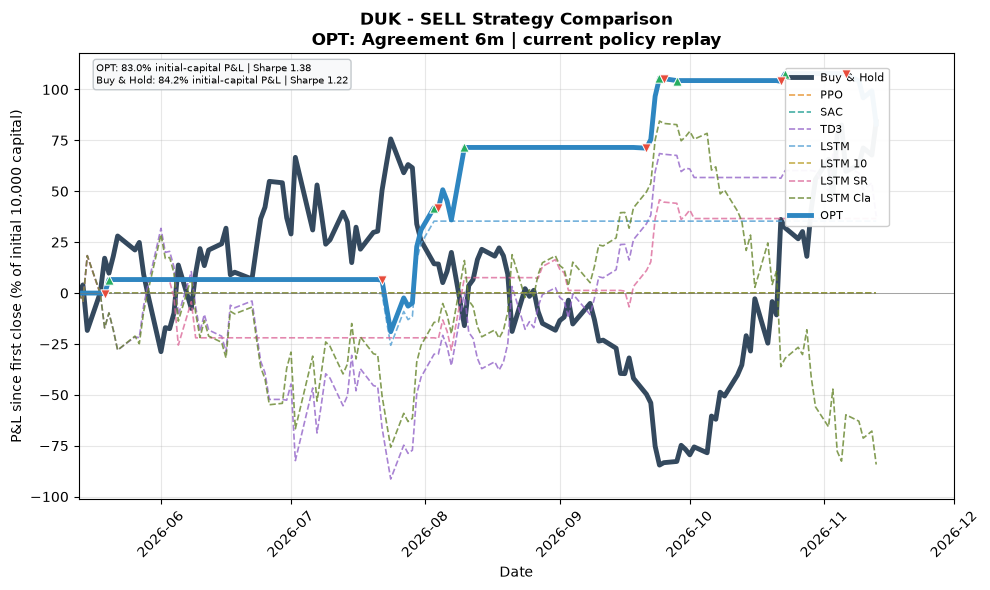 DUK - SELL Strategy Comparison
OPT: Agreement 6m | current policy replay
OPT: 83.0% initial-capital P&L | Sharpe 1.38
Buy & Hold: 84.2% initial-capital P&L | Sharpe 1.22
Buy & Hold
PPO
SAC
TD3
LSTM
LSTM 10
LSTM SR
LSTM Cla
OPT
P&L since first close (% of initial 10,000 capital)
100
75
50
25
0
−25
−50
−75
−100
2026-06
2026-07
2026-08
2026-09
2026-10
2026-11
2026-12
Date